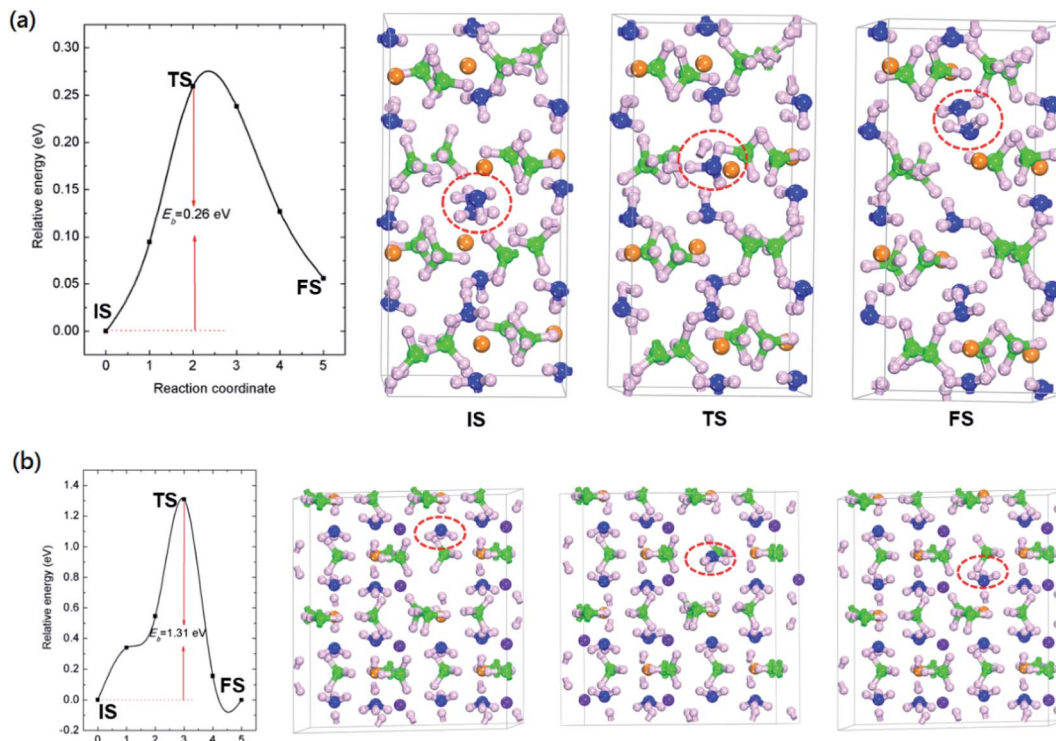 (a)
Relative energy (eV)
0.30
0.25
0.20
0.15
0.10
0.05
0.00
TS
E_b=0.26 eV
IS
FS
0 1 2 3 4 5
Reaction coordinate
IS
TS
FS
(b)
Relative energy (eV)
1.4
1.2
1.0
0.8
0.6
0.4
0.2
0.0
-0.2
TS
E_b=1.31 eV
FS
IS
0 1 2 3 4 5